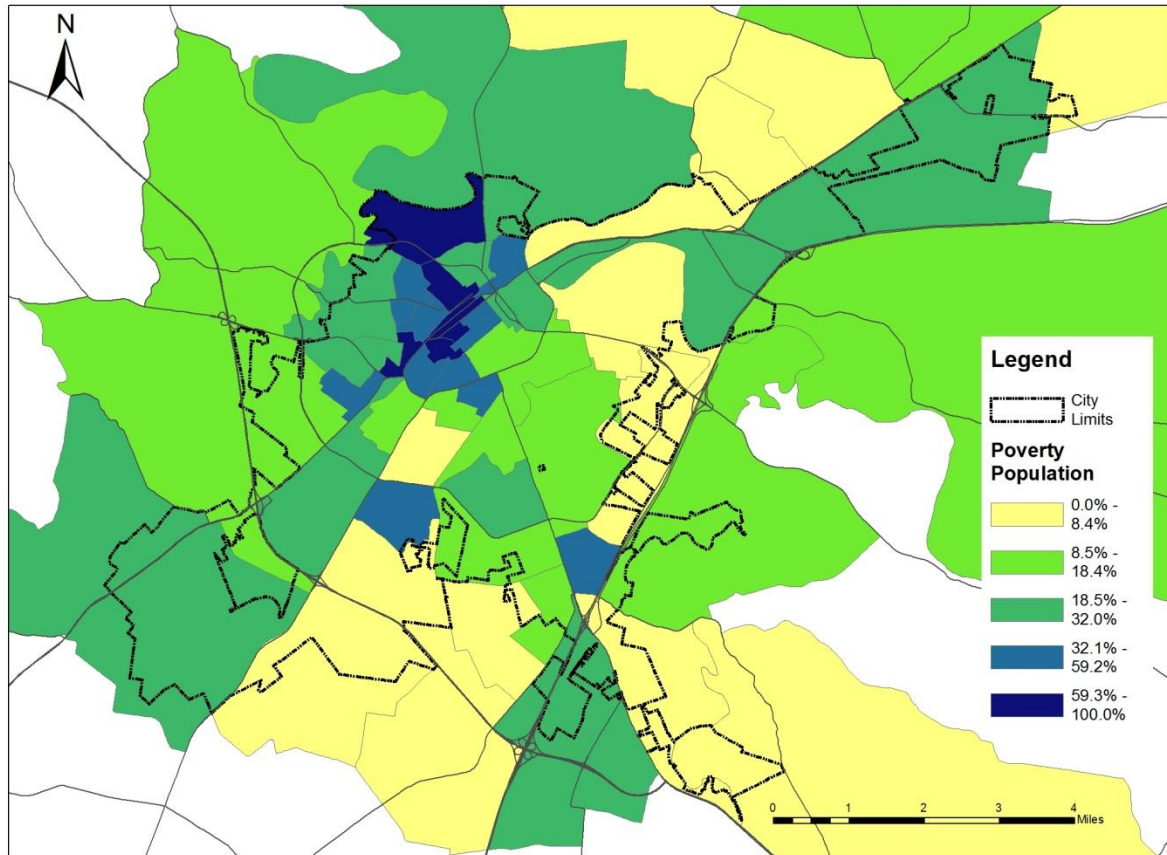 N
Legend
City
Limits
Poverty
Population
0.0% -
8.4%
8.5% -
18.4%
18.5% -
32.0%
32.1% -
59.2%
59.3% -
100.0%
0 1 2 3 4
Miles